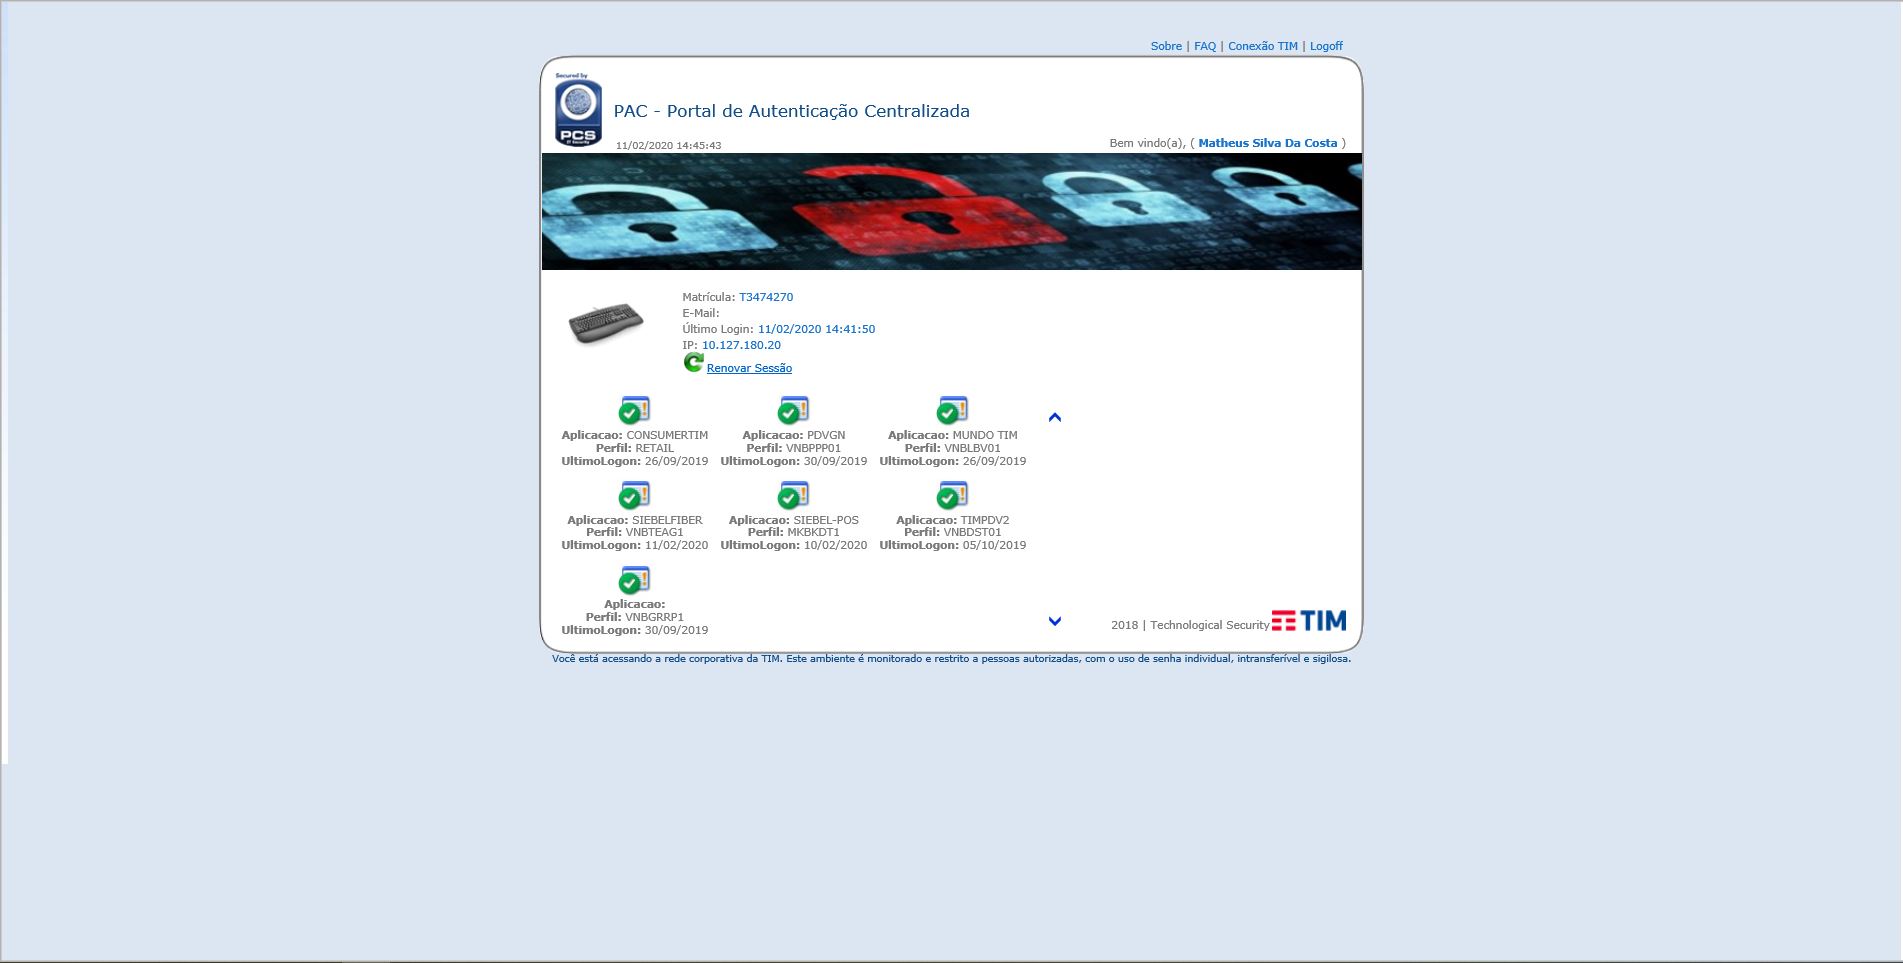 Sobre | FAQ | Conexão TIM | Logoff
Secured by
PCS
IT Security
PAC - Portal de Autenticação Centralizada
11/02/2020 14:45:43
Bem vindo(a), ( Matheus Silva Da Costa )
Matrícula: T3474270
E-Mail:
Último Login: 11/02/2020 14:41:50
IP: 10.127.180.20
Renovar Sessão
Aplicacao: CONSUMERTIM
Perfil: RETAIL
UltimoLogon: 26/09/2019
Aplicacao: PDVGN
Perfil: VNBPPP01
UltimoLogon: 30/09/2019
Aplicacao: MUNDO TIM
Perfil: VNBLBV01
UltimoLogon: 26/09/2019
Aplicacao: SIEBELFIBER
Perfil: VNBTEAG1
UltimoLogon: 11/02/2020
Aplicacao: SIEBEL-POS
Perfil: MKBKDT1
UltimoLogon: 10/02/2020
Aplicacao: TIMPDV2
Perfil: VNBDST01
UltimoLogon: 05/10/2019
Aplicacao:
Perfil: VNBGRRP1
UltimoLogon: 30/09/2019
2018 | Technological Security TIM
Você está acessando a rede corporativa da TIM. Este ambiente é monitorado e restrito a pessoas autorizadas, com o uso de senha individual, intransferível e sigilosa.